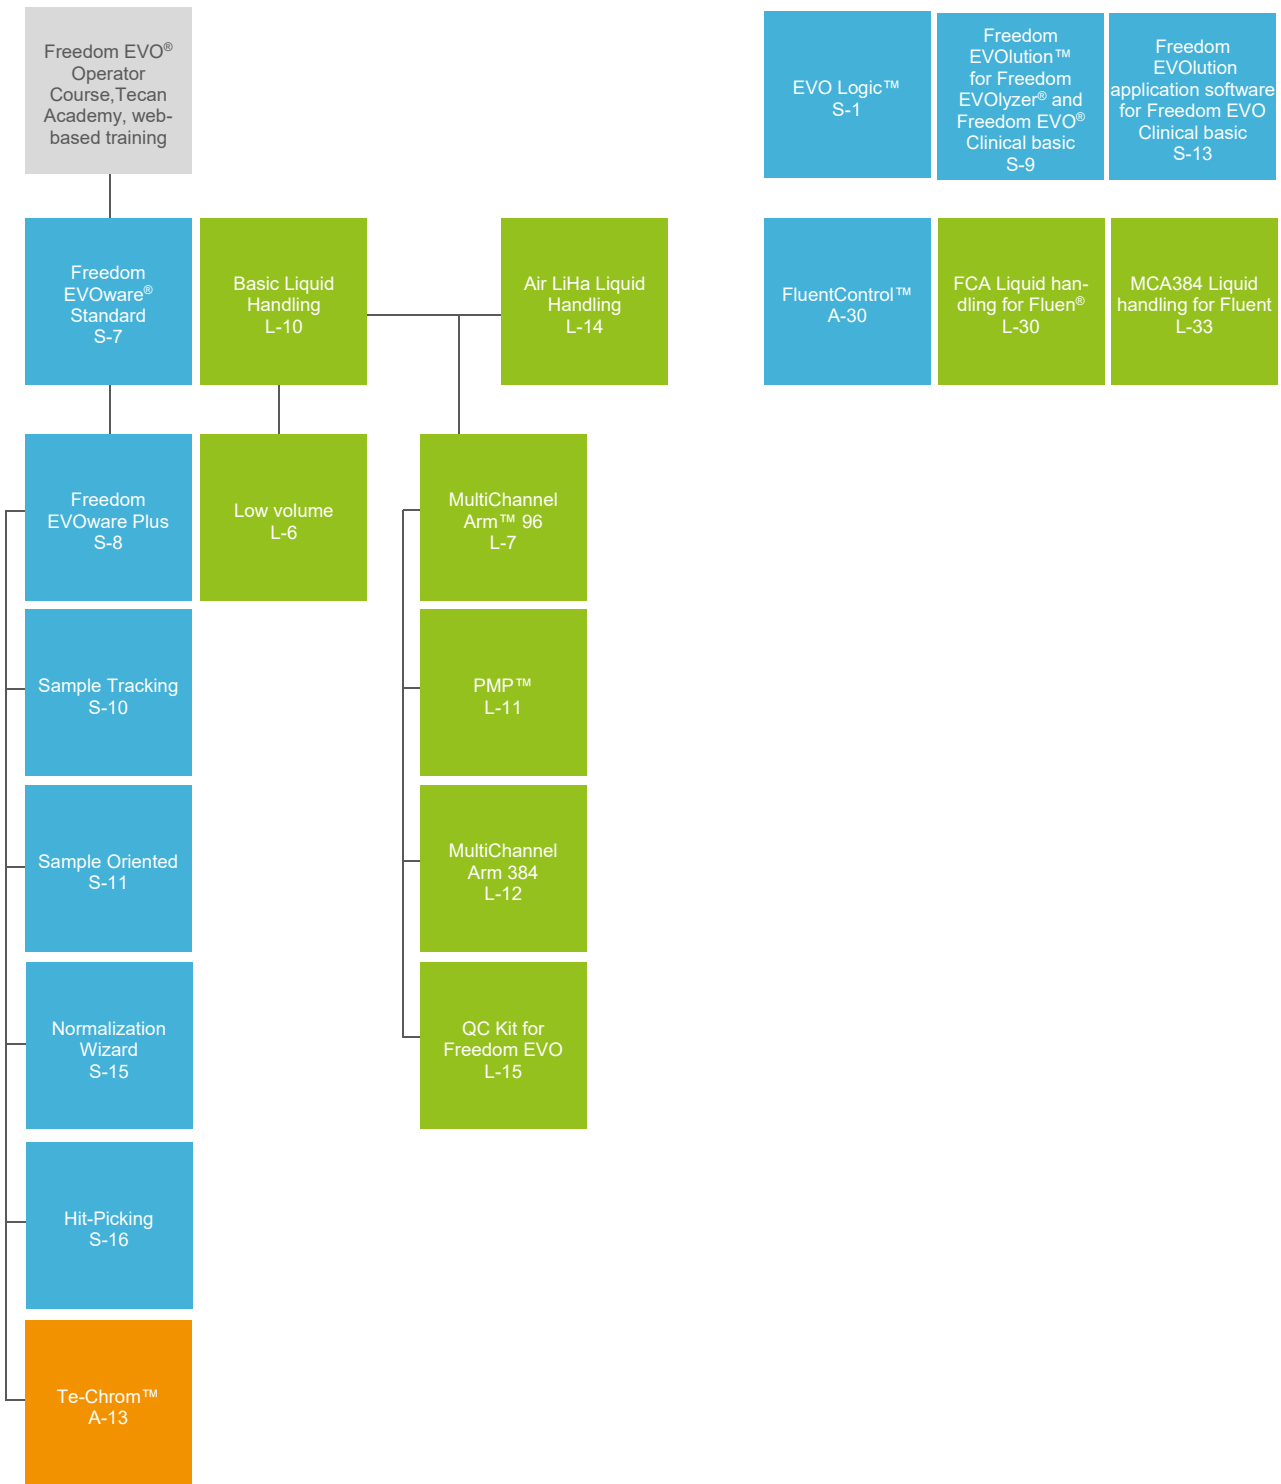 Freedom EVO®
Operator
Course,Tecan
Academy, web-
based training
EVO Logic™
S-1
Freedom
EVOlution™
for Freedom
EVOlyzer® and
Freedom EVO®
Clinical basic
S-9
Freedom
EVOlution
application software
for Freedom EVO
Clinical basic
S-13
Freedom
EVOware®
Standard
S-7
Basic Liquid
Handling
L-10
Air LiHa Liquid
Handling
L-14
FluentControl™
A-30
FCA Liquid han-
dling for Fluen®
L-30
MCA384 Liquid
handling for Fluent
L-33
Freedom
EVOware Plus
S-8
Low volume
L-6
MultiChannel
Arm™ 96
L-7
Sample Tracking
S-10
PMP™
L-11
Sample Oriented
S-11
MultiChannel
Arm 384
L-12
Normalization
Wizard
S-15
QC Kit for
Freedom EVO
L-15
Hit-Picking
S-16
Te-Chrom™
A-13